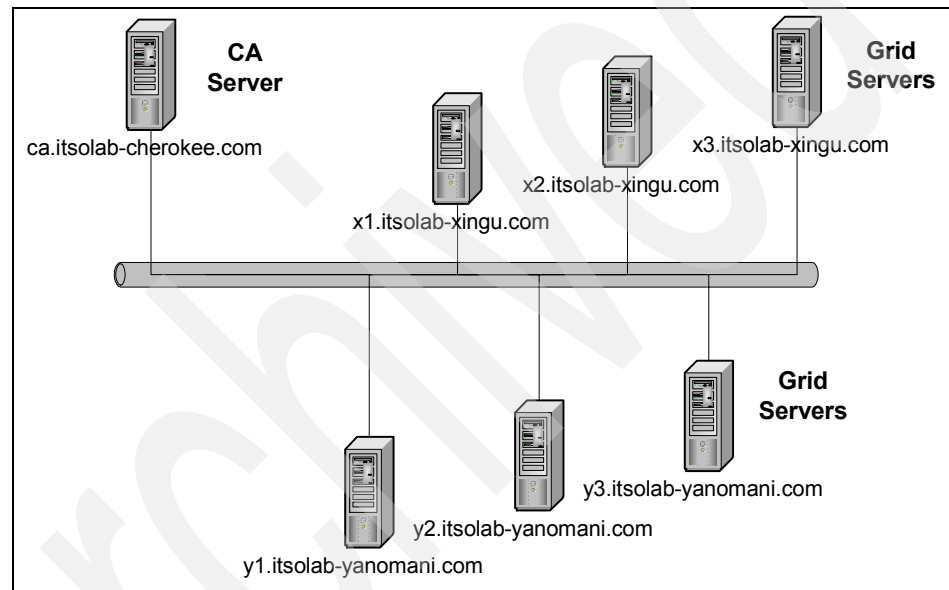 CA
Server
Grid
Servers
ca.itsolab-cherokee.com
x1.itsolab-xingu.com
x2.itsolab-xingu.com
x3.itsolab-xingu.com
Grid
Servers
y1.itsolab-yanomani.com
y2.itsolab-yanomani.com
y3.itsolab-yanomani.com